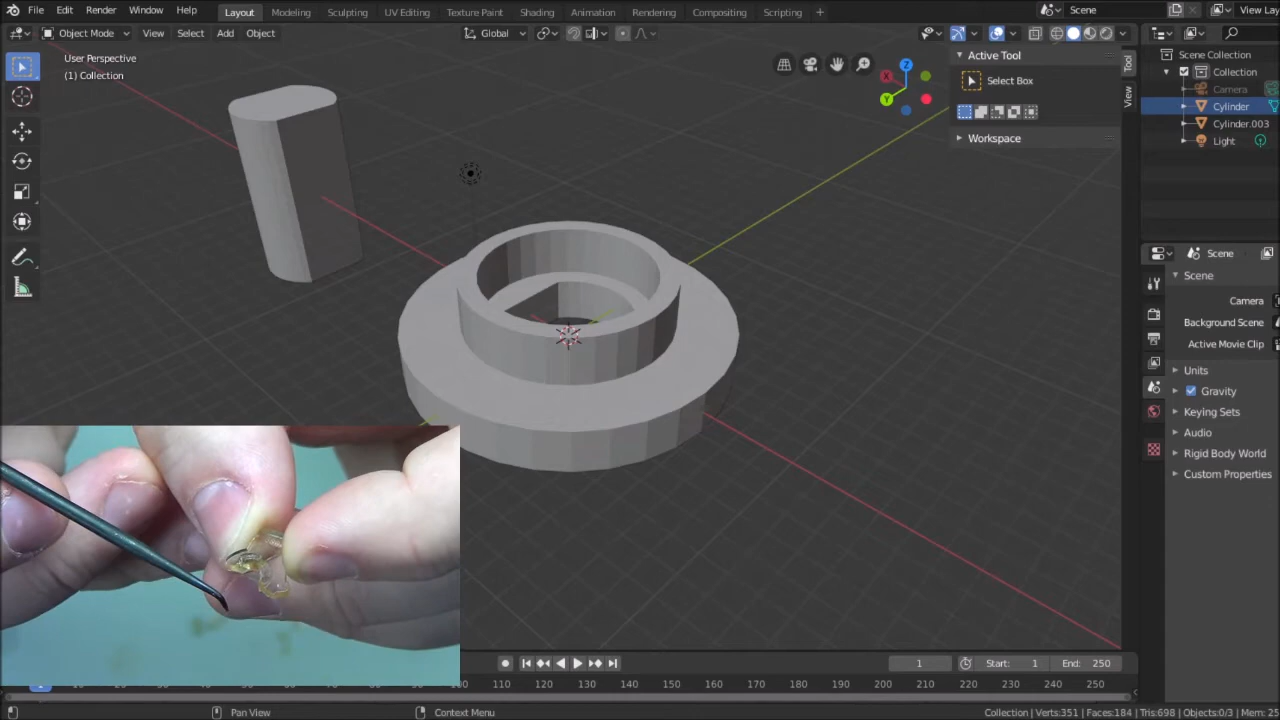 File Edit Render Window Help Layout Modeling Sculpting UV Editing Texture Paint Shading Animation Rendering Compositing Scripting + Scene View Lay
Object Mode View Select Add Object Global
User Perspective
(1) Collection
X
Y
Z
Active Tool
Select Box
Workspace
Tool
View
Scene Collection
Collection
Camera
Cylinder
Cylinder.003
Light
Scene
Scene
Camera
Background Scene
Active Movie Clip
Units
Gravity
Keying Sets
Audio
Rigid Body World
Custom Properties
1 Start: 1 End: 250
120 130 140 150 160 170 180 190 200 210 220 230 240 250
Pan View Context Menu Collection | Verts:351 | Faces:184 | Tris:698 | Objects:0/3 | Mem: 25